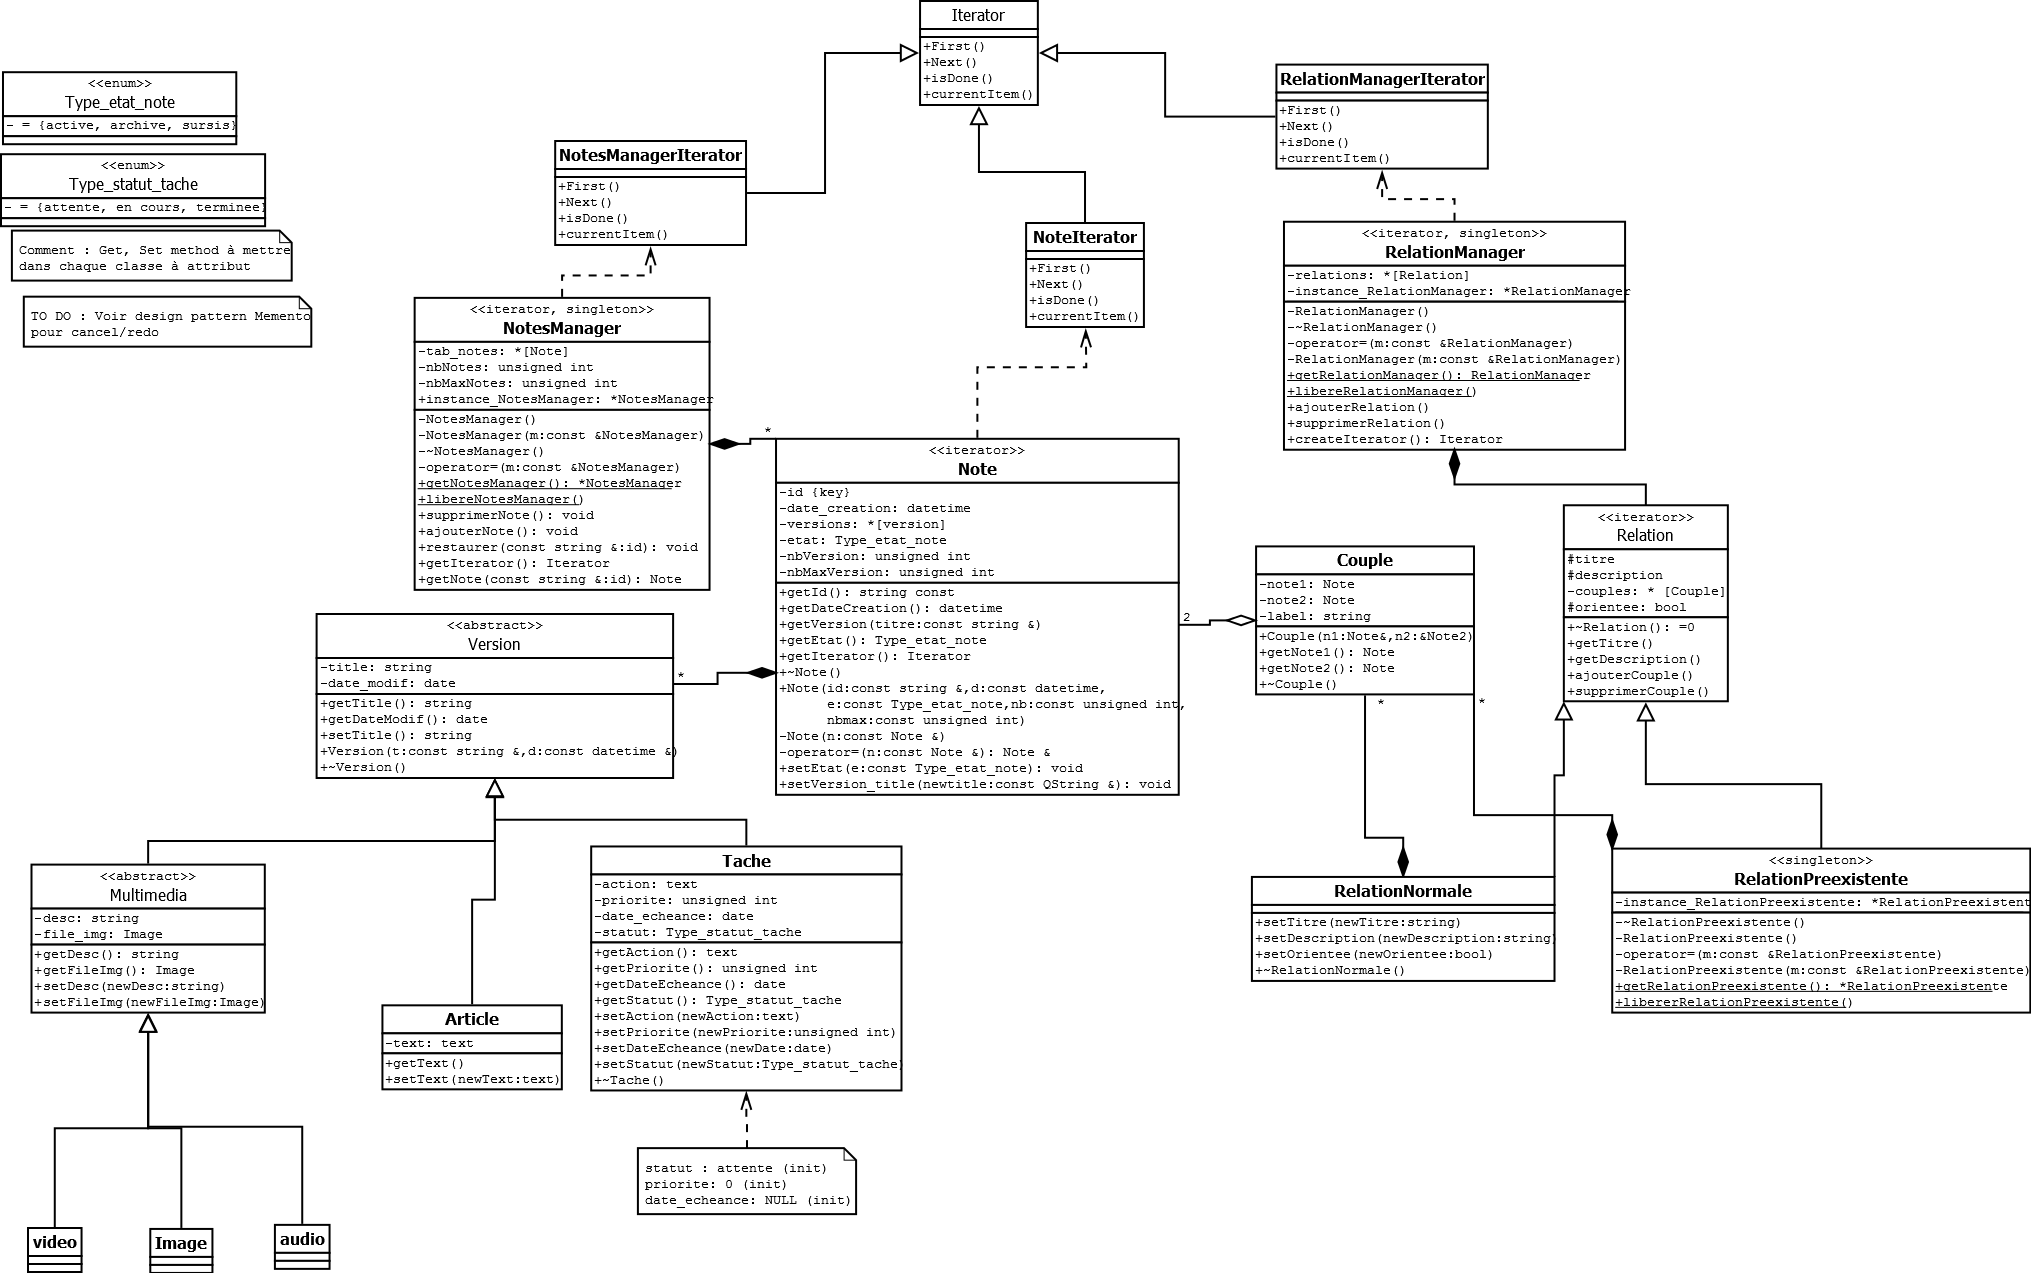 Iterator
+First()
+Next()
+isDone()
+currentItem()
<<enum>>
Type_etat_note
- = {active, archive, sursis}
<<enum>>
Type_statut_tache
- = {attente, en cours, terminee}
Comment : Get, Set method à mettre
dans chaque classe à attribut
TO DO : Voir design pattern Memento
pour cancel/redo
NotesManagerIterator
+First()
+Next()
+isDone()
+currentItem()
NoteIterator
+First()
+Next()
+isDone()
+currentItem()
RelationManagerIterator
+First()
+Next()
+isDone()
+currentItem()
<<iterator, singleton>>
NotesManager
-tab_notes: *[Note]
-nbNotes: unsigned int
-nbMaxNotes: unsigned int
+instance_NotesManager: *NotesManager
-NotesManager()
-NotesManager(m:const &NotesManager)
-~NotesManager()
-operator=(m:const &NotesManager)
+getNotesManager(): *NotesManager
+libereNotesManager()
+supprimerNote(): void
+ajouterNote(): void
+restaurer(const string &:id): void
+getIterator(): Iterator
+getNote(const string &:id): Note
*
<<iterator>>
Note
-id {key}
-date_creation: datetime
-versions: *[version]
-etat: Type_etat_note
-nbVersion: unsigned int
-nbMaxVersion: unsigned int
+getId(): string const
+getDateCreation(): datetime
+getVersion(titre:const string &)
+getEtat(): Type_etat_note
+getIterator(): Iterator
+~Note()
+Note(id:const string &,d:const datetime,
e:const Type_etat_note,nb:const unsigned int,
nbmax:const unsigned int)
-Note(n:const Note &)
-operator=(n:const Note &): Note &
+setEtat(e:const Type_etat_note): void
+setVersion_title(newtitle:const QString &): void
<<iterator, singleton>>
RelationManager
-relations: *[Relation]
-instance_RelationManager: *RelationManager
-RelationManager()
-~RelationManager()
-operator=(m:const &RelationManager)
-RelationManager(m:const &RelationManager)
+getRelationManager(): RelationManager
+libereRelationManager()
+ajouterRelation()
+supprimerRelation()
+createIterator(): Iterator
<<iterator>>
Relation
#titre
#description
-couples: * [Couple]
#orientee: bool
+~Relation(): =0
+getTitre()
+getDescription()
+ajouterCouple()
+supprimerCouple()
2
Couple
-note1: Note
-note2: Note
-label: string
+Couple(n1:Note&,n2:&Note2)
+getNote1(): Note
+getNote2(): Note
+~Couple()
*
*
<<abstract>>
Version
-title: string
-date_modif: date
+getTitle(): string
+getDateModif(): date
+setTitle(): string
+Version(t:const string &,d:const datetime &)
+~Version()
*
<<abstract>>
Multimedia
-desc: string
-file_img: Image
+getDesc(): string
+getFileImg(): Image
+setDesc(newDesc:string)
+setFileImg(newFileImg:Image)
Article
-text: text
+getText()
+setText(newText:text)
Tache
-action: text
-priorite: unsigned int
-date_echeance: date
-statut: Type_statut_tache
+getAction(): text
+getPriorite(): unsigned int
+getDateEcheance(): date
+getStatut(): Type_statut_tache
+setAction(newAction:text)
+setPriorite(newPriorite:unsigned int)
+setDateEcheance(newDate:date)
+setStatut(newStatut:Type_statut_tache)
+~Tache()
statut : attente (init)
priorite: 0 (init)
date_echeance: NULL (init)
RelationNormale
+setTitre(newTitre:string)
+setDescription(newDescription:string)
+setOrientee(newOrientee:bool)
+~RelationNormale()
<<singleton>>
RelationPreexistente
-instance_RelationPreexistente: *RelationPreexistent
-~RelationPreexistente()
-RelationPreexistente()
-operator=(m:const &RelationPreexistente)
-RelationPreexistente(m:const &RelationPreexistente)
+getRelationPreexistente(): *RelationPreexistente
+libererRelationPreexistente()
video
Image
audio